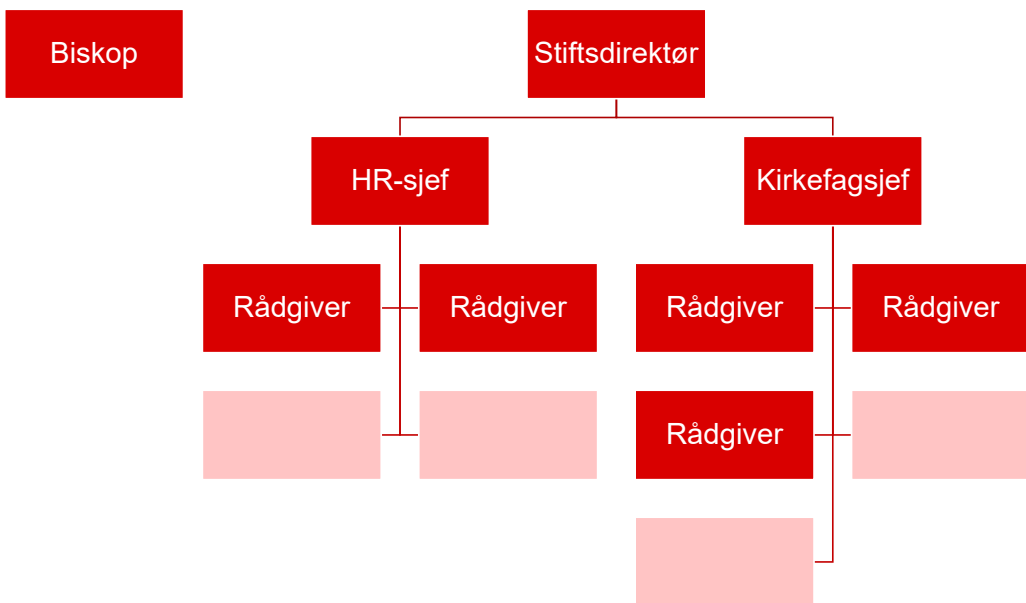 Biskop
Stiftsdirektør
HR-sjef
Kirkefagsjef
Rådgiver
Rådgiver
Rådgiver
Rådgiver
Rådgiver